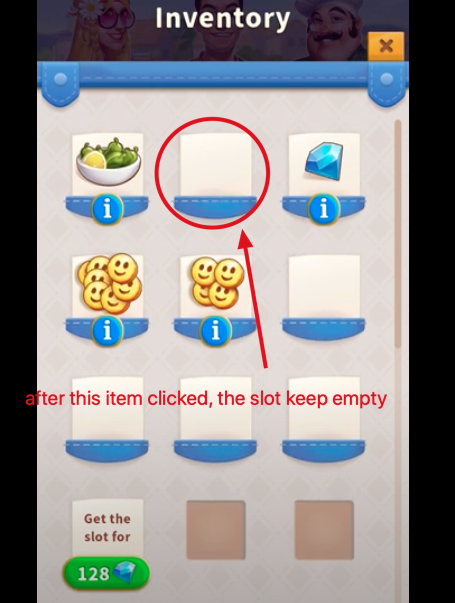 Inventory
i
i
i
i
after this item clicked, the slot keep empty
Get the
slot for
128